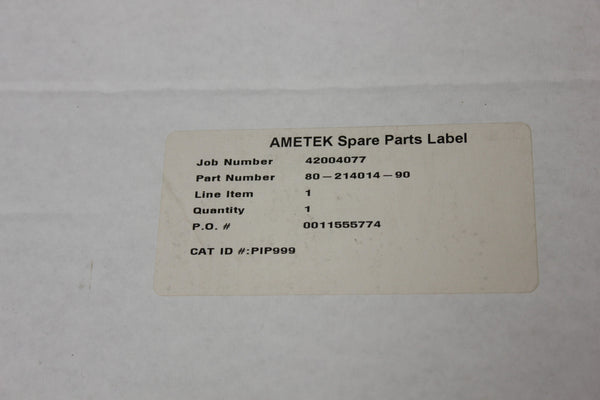 AMETEK Spare Parts Label
Job Number 42004077
Part Number 80-214014-90
Line Item 1
Quantity 1
P.O. # 0011555774
CAT ID #:PIP999